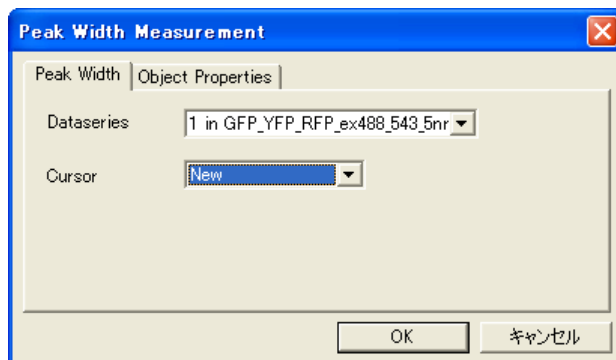 Peak Width Measurement
Peak Width Object Properties
Dataseries 1 in GFP_YFP_RFP_ex488_543_5nr
Cursor New
OK キャンセル